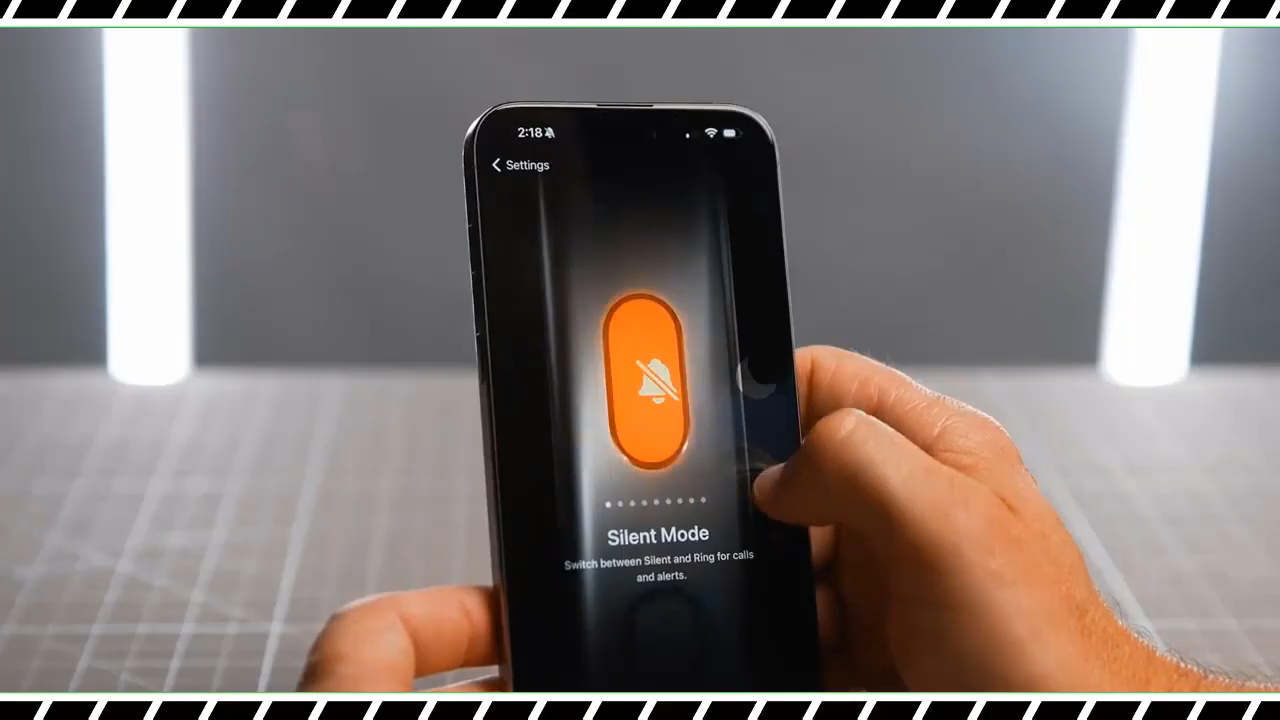 2:18
Settings
Silent Mode
Switch between Silent and Ring for calls
and alerts.